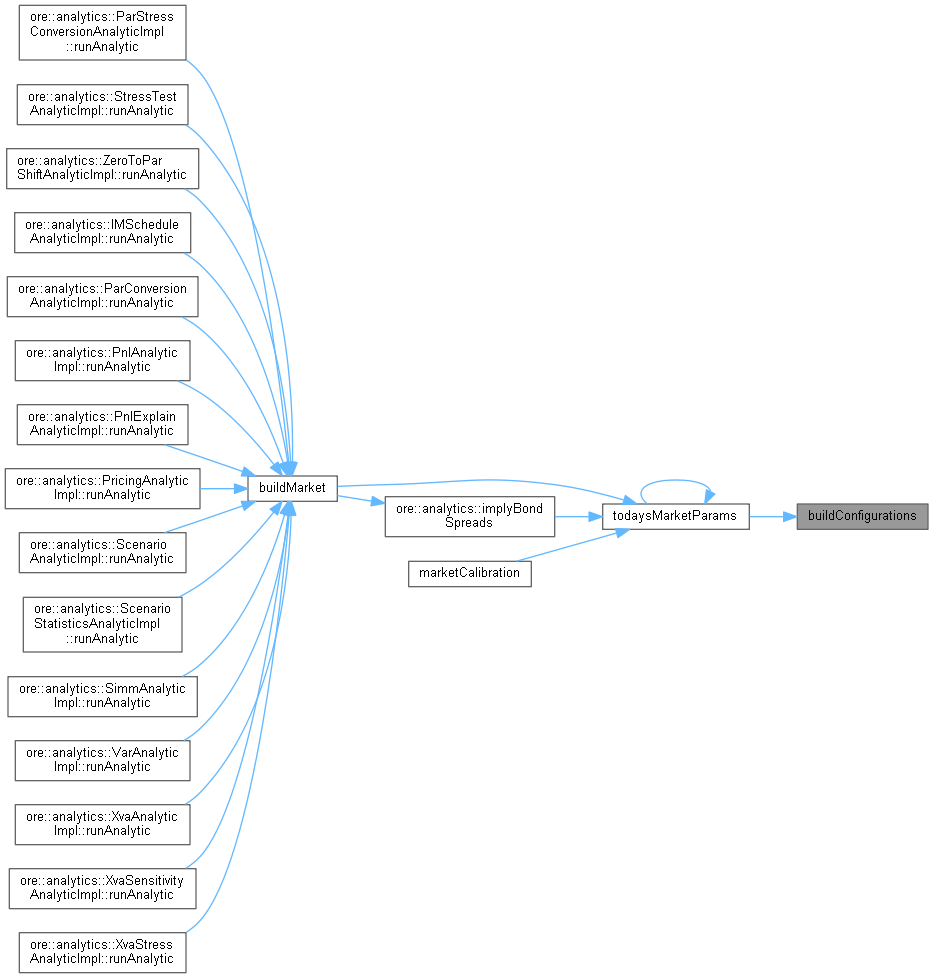 ore::analytics::ParStress
ConversionAnalyticImpl
::runAnalytic
ore::analytics::StressTest
AnalyticImpl::runAnalytic
ore::analytics::ZeroToPar
ShiftAnalyticImpl::runAnalytic
ore::analytics::IMSchedule
AnalyticImpl::runAnalytic
ore::analytics::ParConversion
AnalyticImpl::runAnalytic
ore::analytics::PnlAnalytic
Impl::runAnalytic
ore::analytics::PnlExplain
AnalyticImpl::runAnalytic
ore::analytics::PricingAnalytic
Impl::runAnalytic
ore::analytics::Scenario
AnalyticImpl::runAnalytic
ore::analytics::Scenario
StatisticsAnalyticImpl
::runAnalytic
ore::analytics::SimmAnalytic
Impl::runAnalytic
ore::analytics::VarAnalytic
Impl::runAnalytic
ore::analytics::XvaAnalytic
Impl::runAnalytic
ore::analytics::XvaSensitivity
AnalyticImpl::runAnalytic
ore::analytics::XvaStress
AnalyticImpl::runAnalytic
buildMarket
ore::analytics::implyBond
Spreads
marketCalibration
todaysMarketParams
buildConfigurations